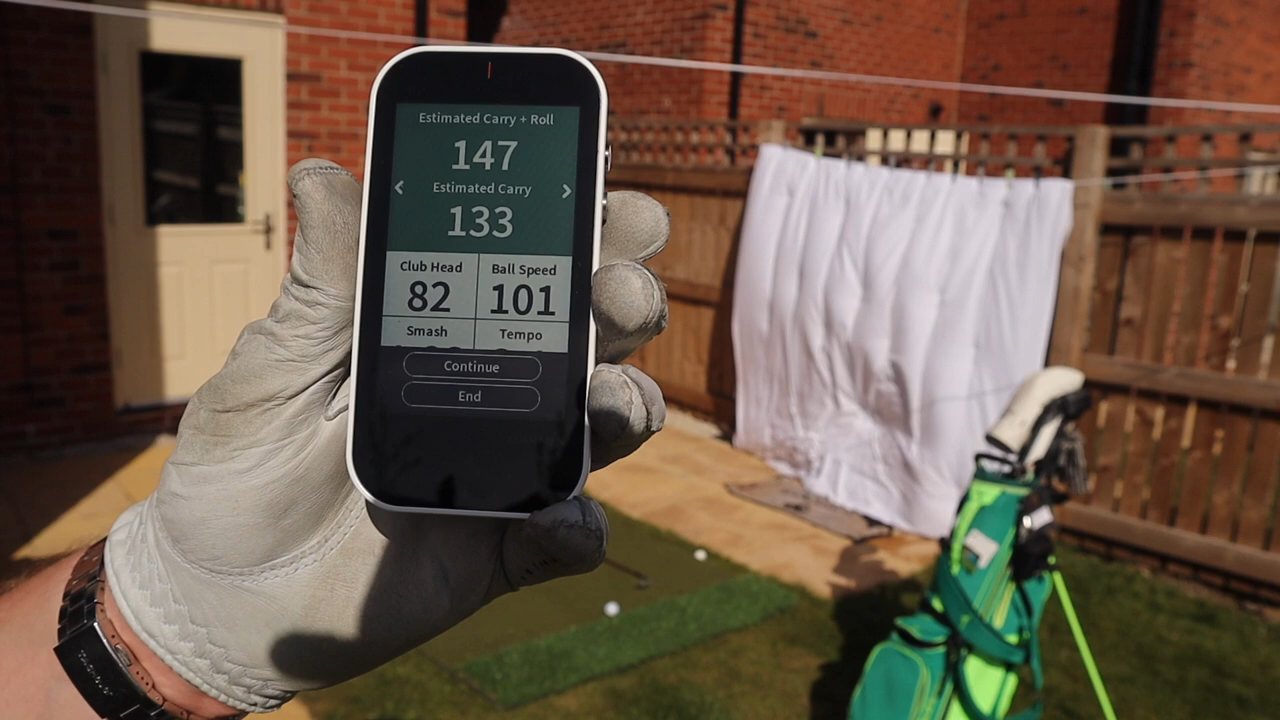 Estimated Carry + Roll
147
Estimated Carry
133
Club Head
Ball Speed
82
101
Smash
Tempo
Continue
End